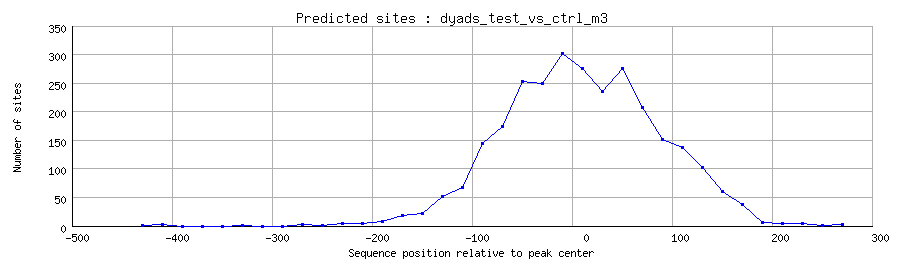 Predicted sites : dyads_test_vs_ctrl_m3
350
300
250
200
150
100
50
0
Number of sites
-500 -400 -300 -200 -100 0 100 200 300
Sequence position relative to peak center